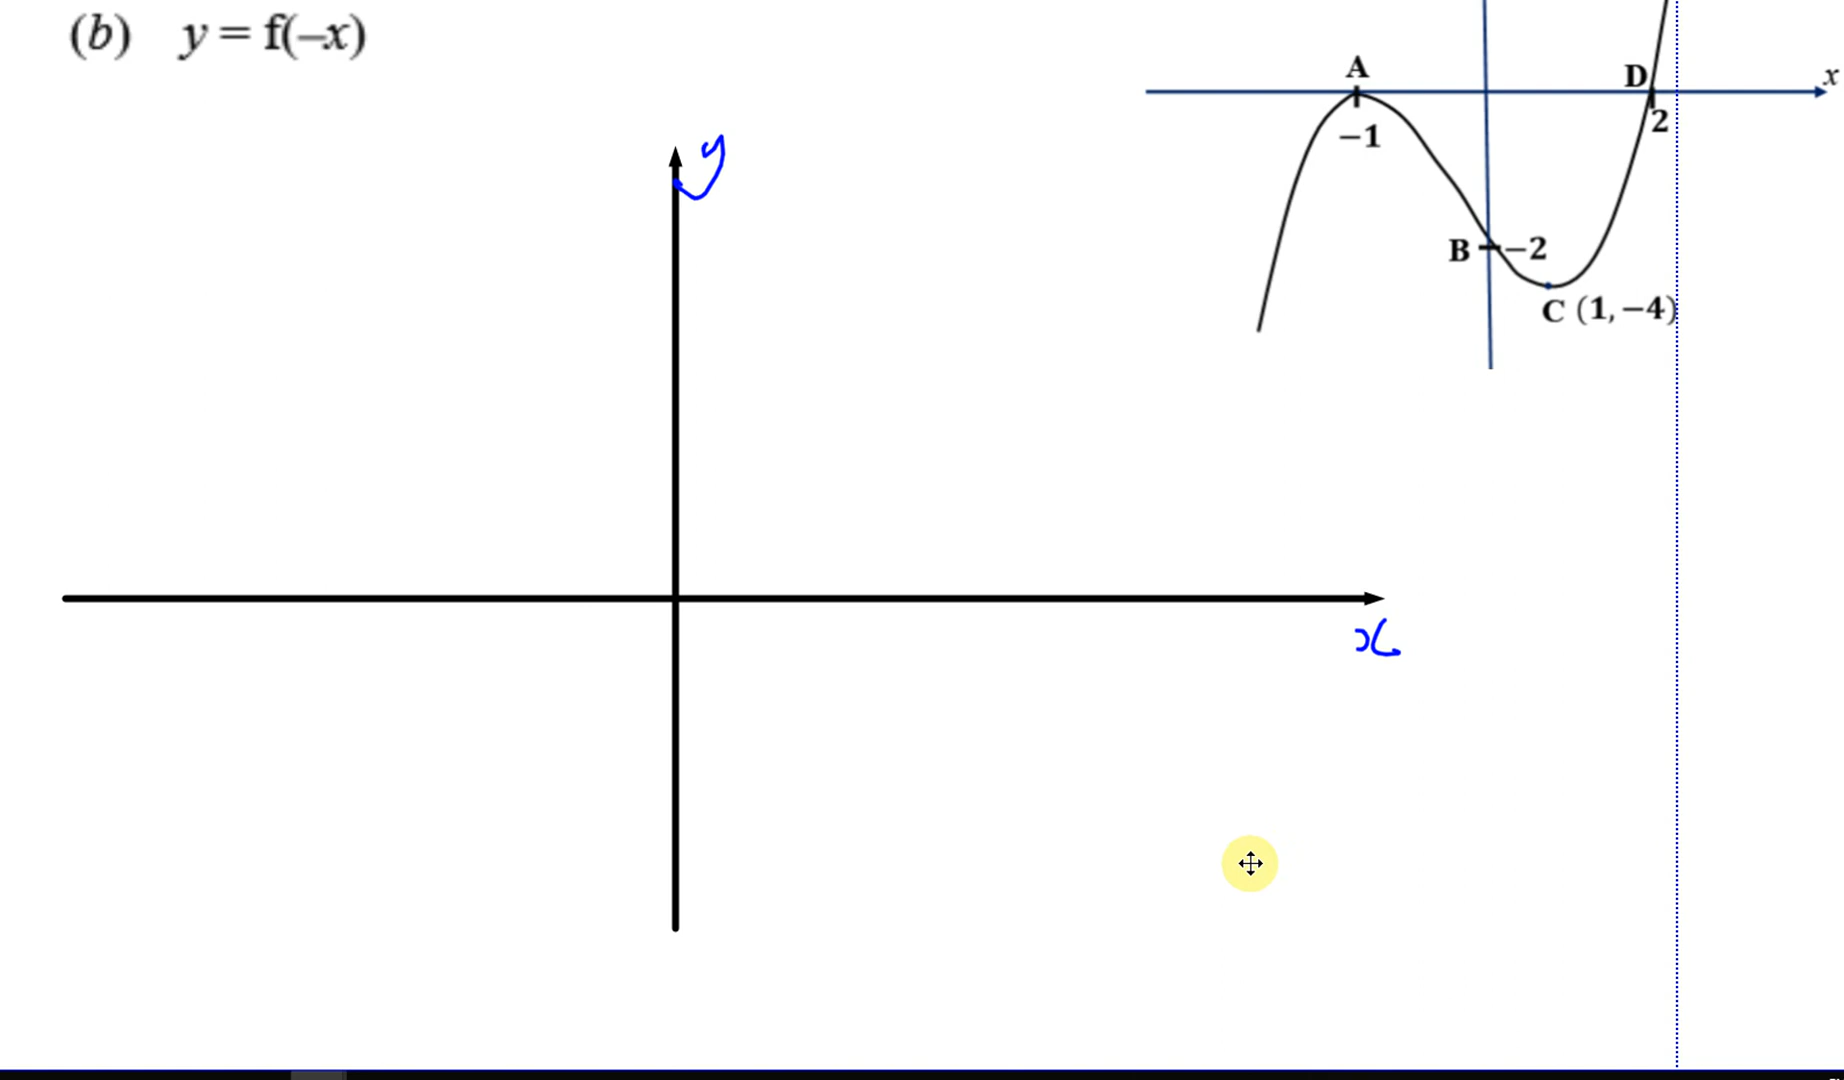 (b) y = f(–x)
A
D
x
−1
2
y
B −2
C (1, −4)
x